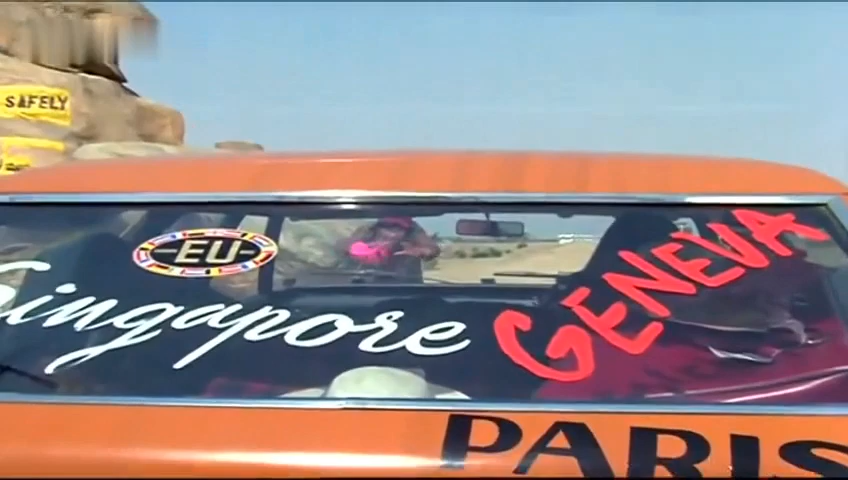 SAFELY
EU
Singapore
GENEVA
PARIS